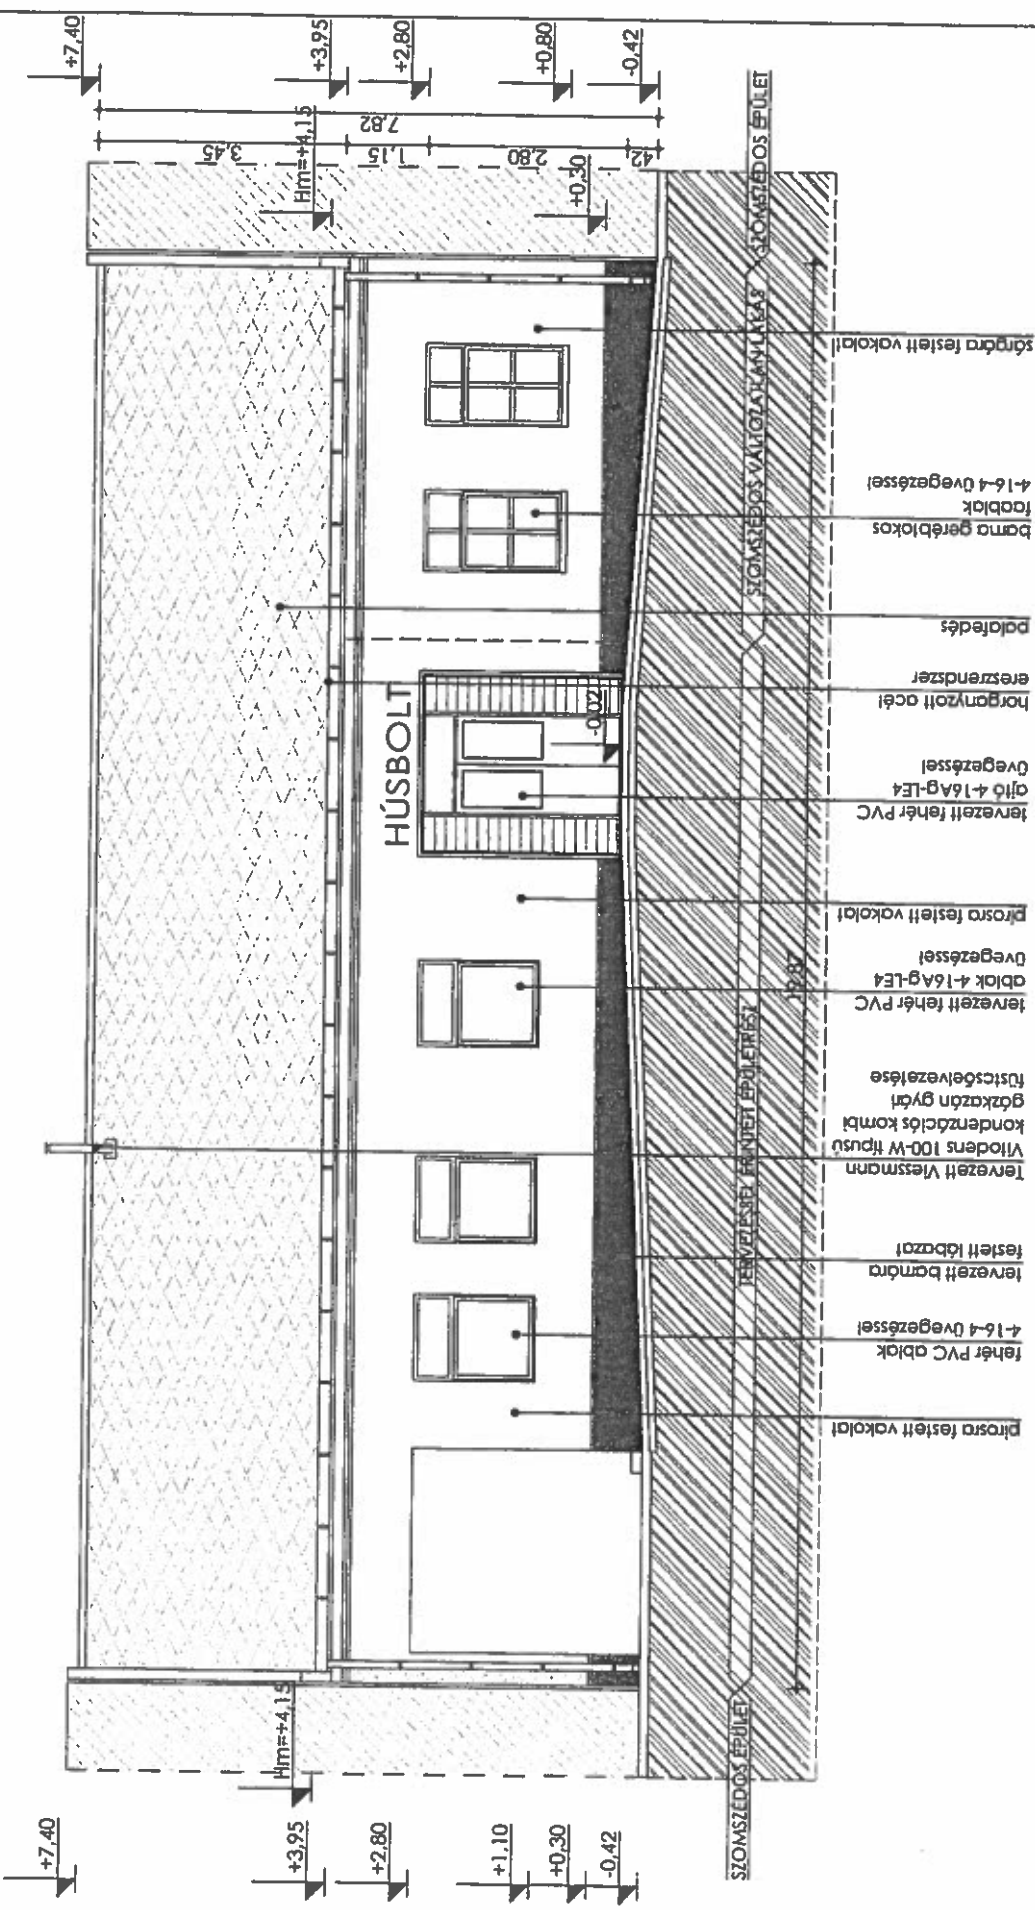 +7,40
+3,95
+2,80
+1,10
+0,30
-0,42
Hm=+4,15
HÚSBOLT
-0,02
Hm=+4,15
+0,30
3,45
1,15
2,80
42
7,82
+7,40
+3,95
+2,80
+0,80
-0,42
SZOMSZÉDOS ÉPÜLET
TERVEZÉSSEL ÉRINTETT ÉPÜLETRÉSZ
SZOMSZÉDOS VÁLTOZATLAN LAKÁS
SZOMSZÉDOS ÉPÜLET
19,87
pirosra festett vakolat
fehér PVC ablak
4-16-4 üvegezéssel
tervezett barnára
festett lábazat
Tervezett Viessmann
Vitodens 100-W típusú
kondenzációs kombi
gázkazán gyári
füstcsőelvezetése
tervezett fehér PVC
ablak 4-16Ag-LE4
üvegezéssel
pirosra festett vakolat
tervezett fehér PVC
ajtó 4-16Ag-LE4
üvegezéssel
horganyzott acél
ereszrendszer
palafedés
barna geréblokos
faablak
4-16-4 üvegezéssel
sárgára festett vakolat